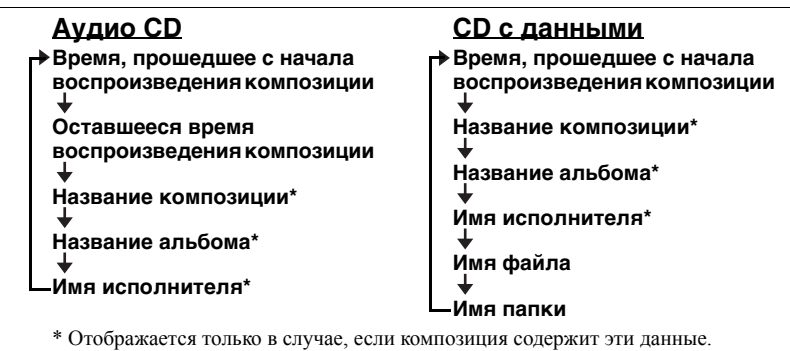 Аудио CD
Время, прошедшее с начала
воспроизведения композиции
Оставшееся время
воспроизведения композиции
Название композиции*
Название альбома*
Имя исполнителя*
CD с данными
Время, прошедшее с начала
воспроизведения композиции
Название композиции*
Название альбома*
Имя исполнителя*
Имя файла
Имя папки
* Отображается только в случае, если композиция содержит эти данные.